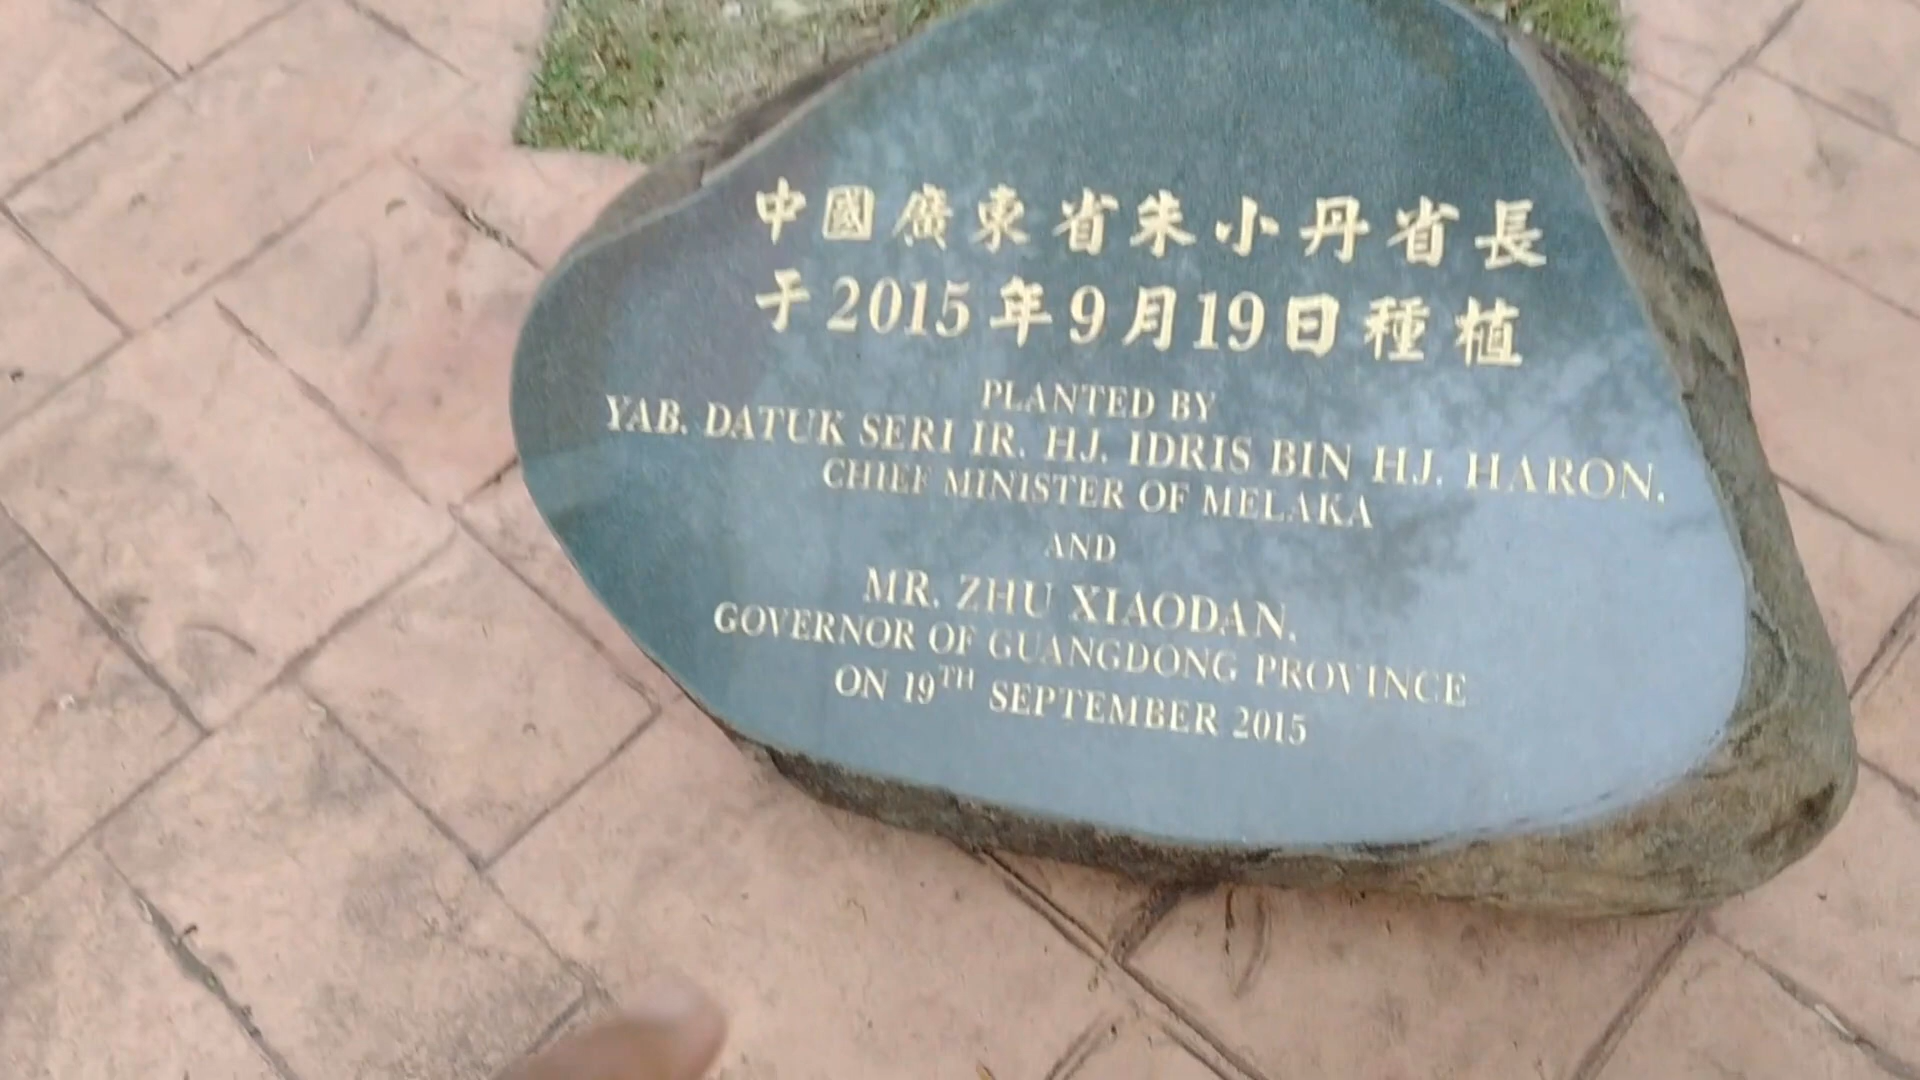 中國廣東省朱小丹省長
于2015年9月19日種植
PLANTED BY
YAB. DATUK SERI IR. HJ. IDRIS BIN HJ. HARON.
CHIEF MINISTER OF MELAKA
AND
MR. ZHU XIAODAN.
GOVERNOR OF GUANGDONG PROVINCE
ON 19TH SEPTEMBER 2015